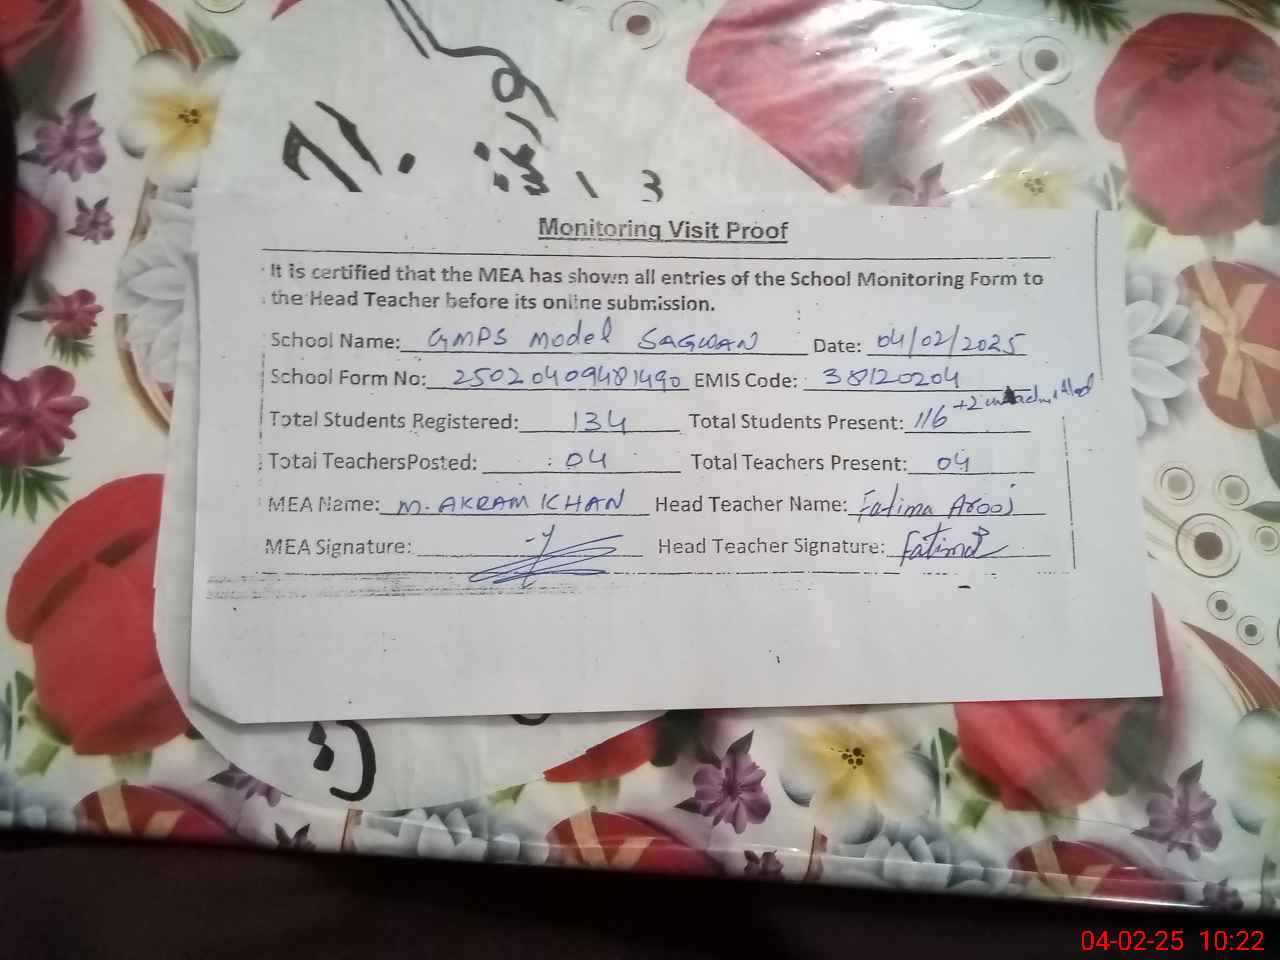 Monitoring Visit Proof
It is certified that the MEA has shown all entries of the School Monitoring Form to
the Head Teacher before its online submission.
School Name: GMPS Model SAGWAN Date: 04/02/2025
School Form No: 25020409481490 EMIS Code: 38120204
Total Students Registered: 134 Total Students Present: 116 +2
Total TeachersPosted: 04 Total Teachers Present: 04
MEA Name: M. AKRAM KHAN Head Teacher Name: Fatima Arooj
MEA Signature: Head Teacher Signature: Fatima
04-02-25 10:22